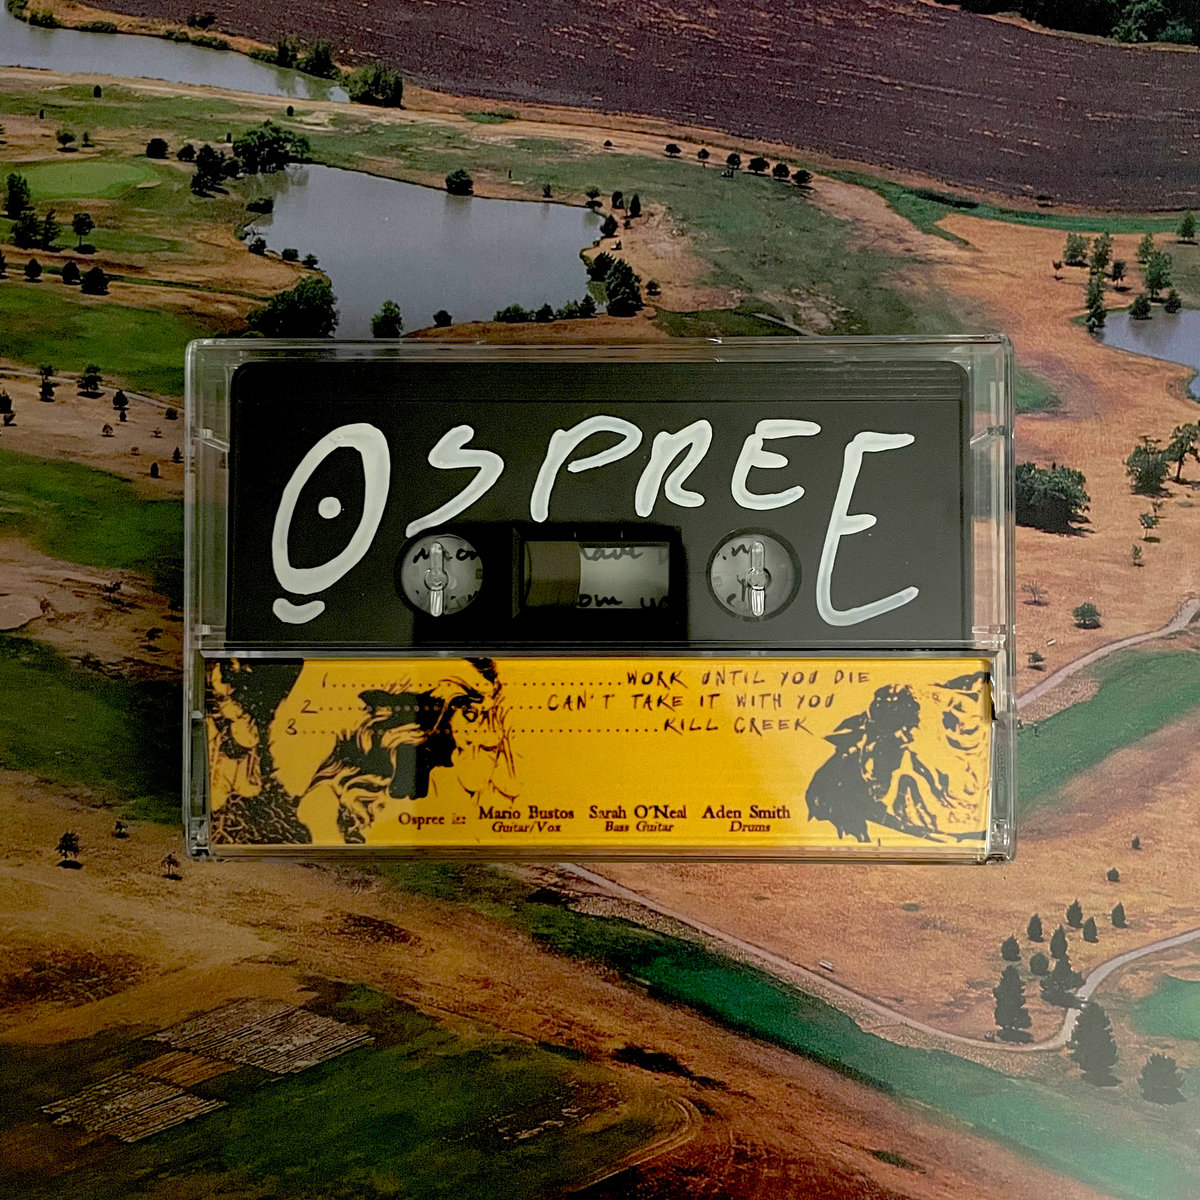 OSPREE
1.............................WORK UNTIL YOU DIE
2......................CAN'T TAKE IT WITH YOU
3..................................KILL CREEK
Ospree is: Mario Bustos Sarah O'Neal Aden Smith
Guitar/Vox Bass Guitar Drums